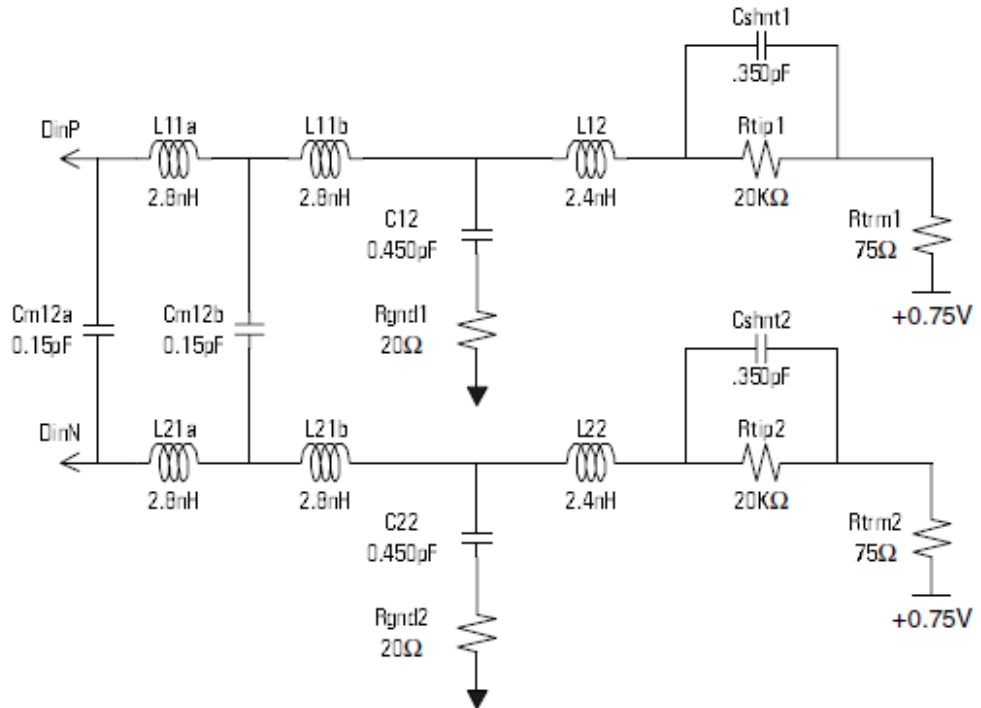 Cshnt1
.350pF
DinP
L11a
L11b
L12
Rtip1
2.8nH
2.8nH
2.4nH
20KΩ
C12
0.450pF
Rtrm1
75Ω
Cm12a
0.15pF
Cm12b
0.15pF
Rgnd1
20Ω
+0.75V
Cshnt2
.350pF
DinN
L21a
L21b
L22
Rtip2
2.8nH
2.8nH
2.4nH
20KΩ
C22
0.450pF
Rtrm2
75Ω
Rgnd2
20Ω
+0.75V